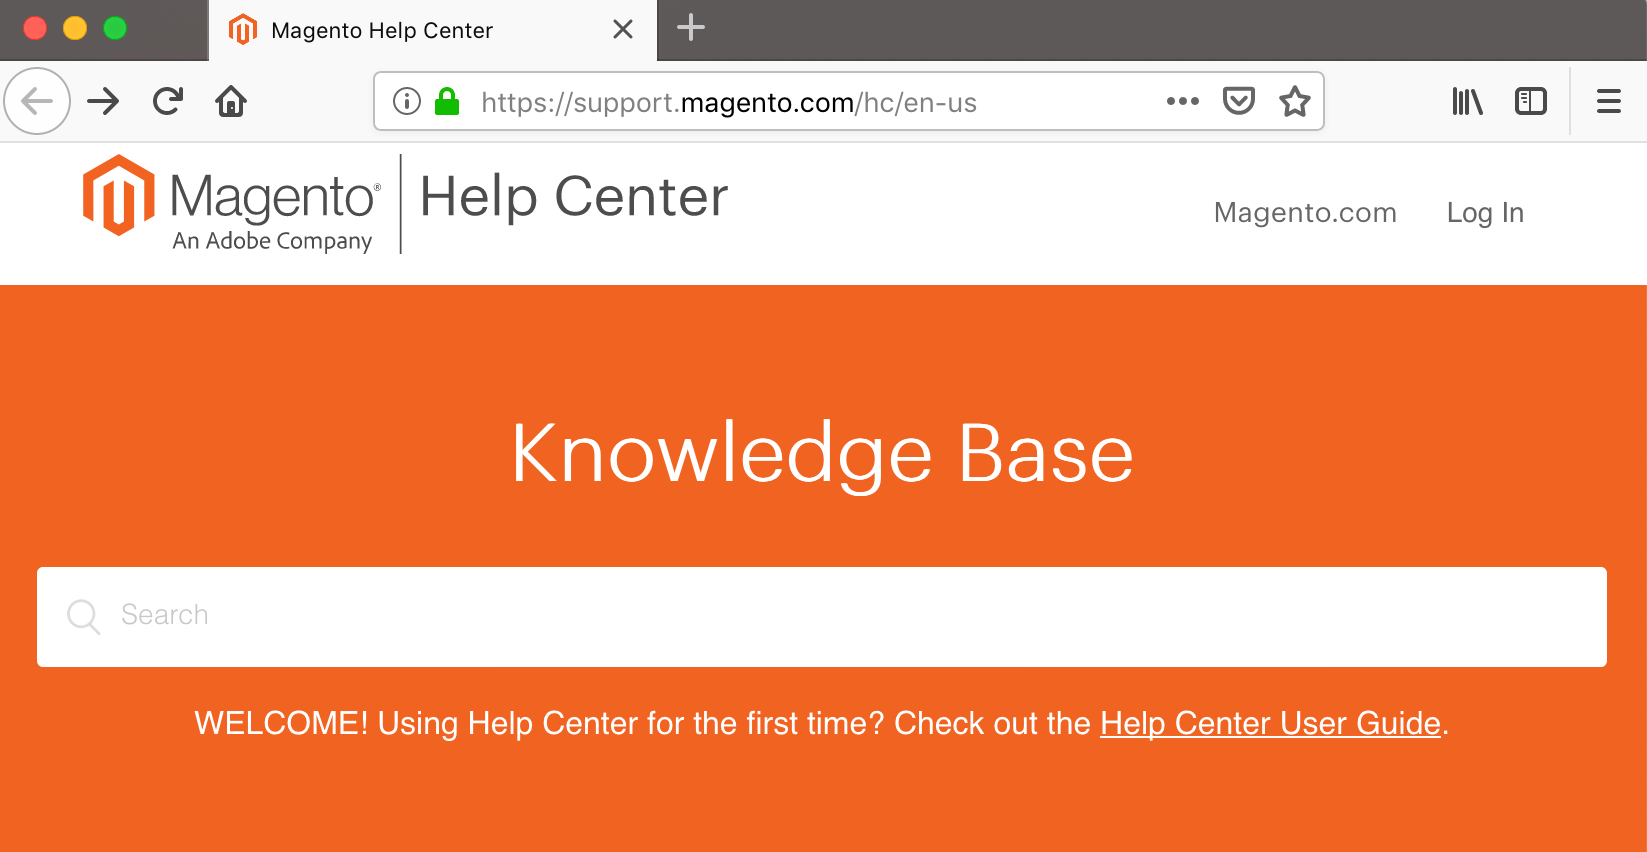 Magento Help Center
https://support.magento.com/hc/en-us
Magento®
An Adobe Company
Help Center
Magento.com
Log In
Knowledge Base
Search
WELCOME! Using Help Center for the first time? Check out the Help Center User Guide.